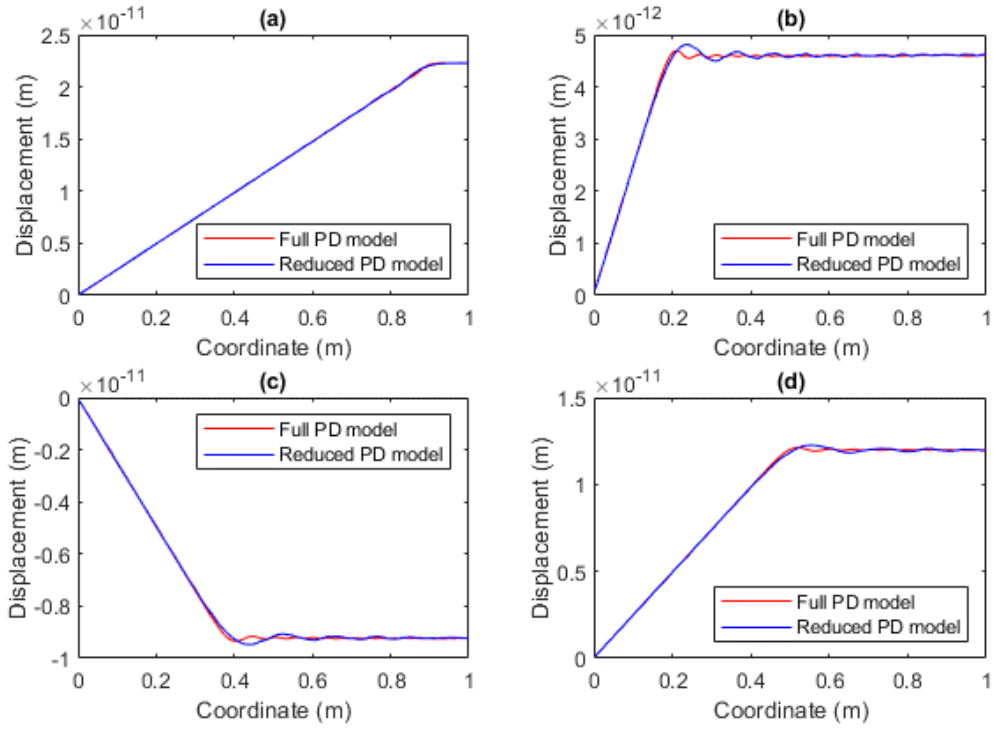 (a)
×10-11
2.5
2
1.5
1
0.5
0
0 0.2 0.4 0.6 0.8 1
Displacement (m)
Coordinate (m)
Full PD model
Reduced PD model
(b)
×10-12
5
4
3
2
1
0
0 0.2 0.4 0.6 0.8 1
Displacement (m)
Coordinate (m)
Full PD model
Reduced PD model
(c)
×10-11
0
-0.2
-0.4
-0.6
-0.8
-1
0 0.2 0.4 0.6 0.8 1
Displacement (m)
Coordinate (m)
Full PD model
Reduced PD model
(d)
×10-11
1.5
1
0.5
0
0 0.2 0.4 0.6 0.8 1
Displacement (m)
Coordinate (m)
Full PD model
Reduced PD model